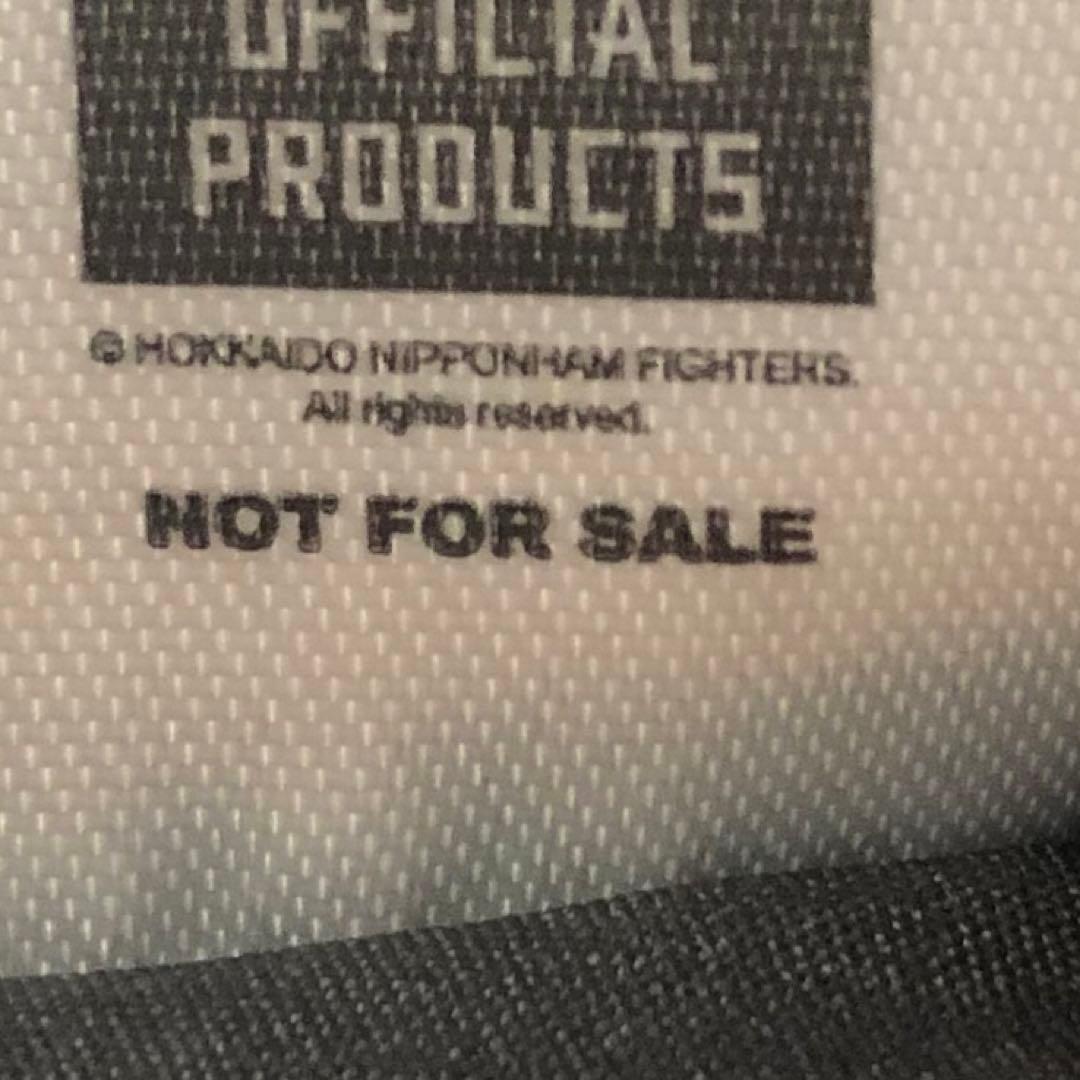 OFFICIAL
PRODUCTS
© HOKKAIDO NIPPONHAM FIGHTERS.
All rights reserved.
NOT FOR SALE